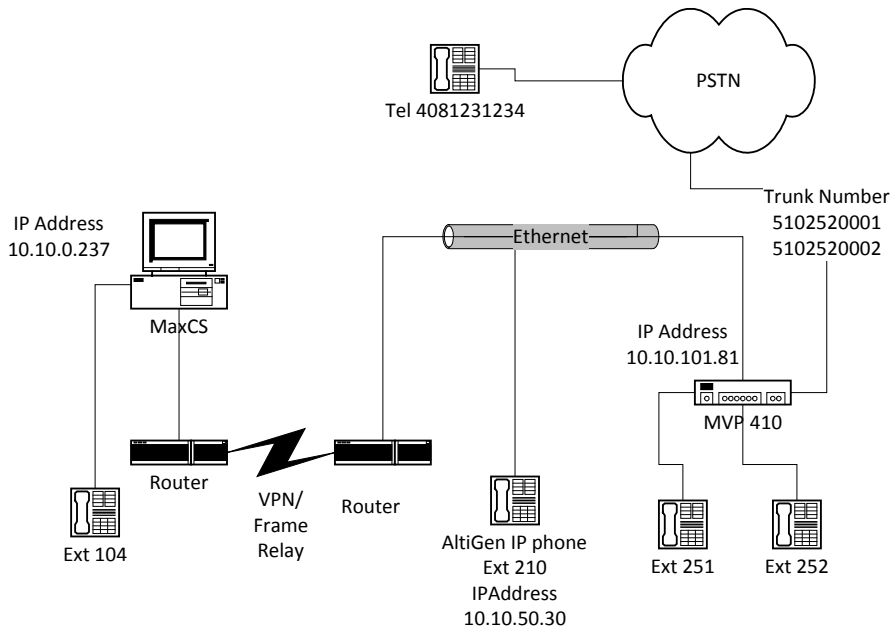 PSTN
Tel 4081231234
Trunk Number
5102520001
5102520002
IP Address
10.10.0.237
Ethernet
MaxCS
IP Address
10.10.101.81
MVP 410
Router
VPN/
Frame
Relay
Router
Ext 104
AltiGen IP phone
Ext 210
IPAddress
10.10.50.30
Ext 251
Ext 252